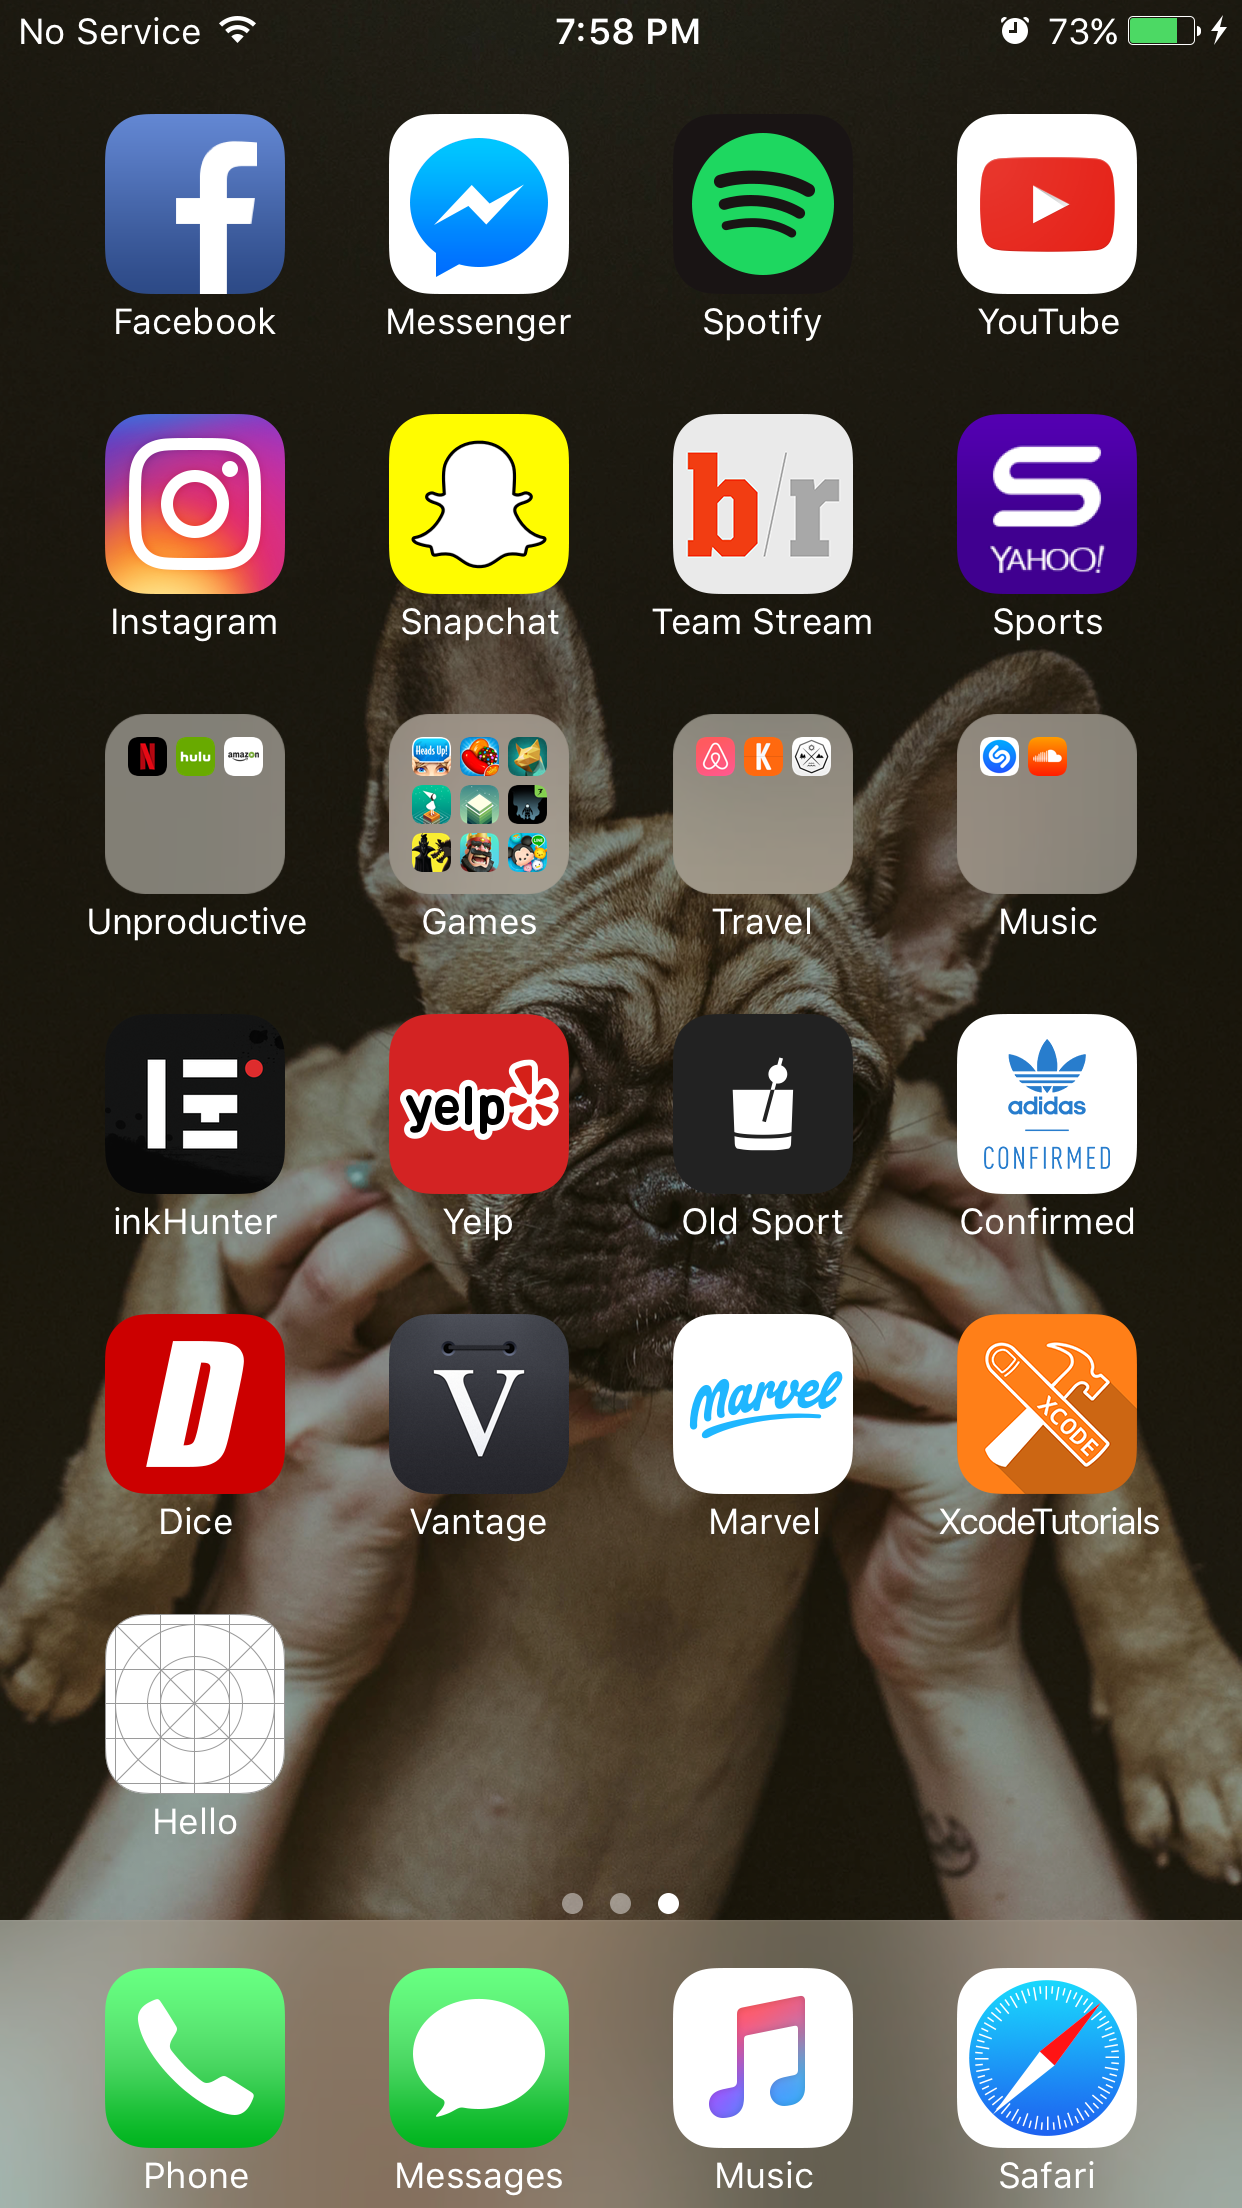 No Service 7:58 PM 73%
Facebook Messenger Spotify YouTube
b/r
YAHOO!
Instagram Snapchat Team Stream Sports
N hulu amazon Heads Up! K
7
LINE
Unproductive Games Travel Music
yelp adidas
CONFIRMED
inkHunter Yelp Old Sport Confirmed
D V Marvel XCODE
Dice Vantage Marvel XcodeTutorials
Hello
Phone Messages Music Safari